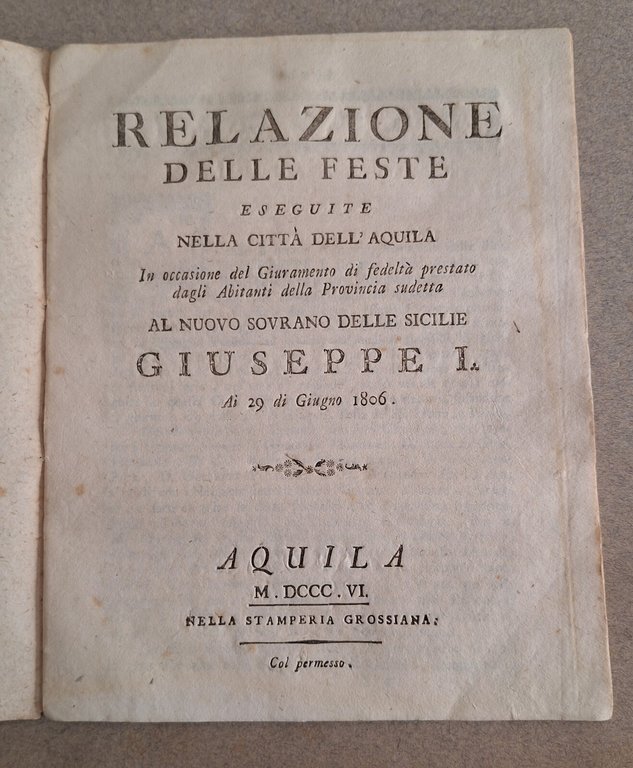 RELAZIONE
DELLE FESTE
ESEGUITE
NELLA CITTÀ DELL'AQUILA
In occasione del Giuramento di fedeltà prestato
dagli Abitanti della Provincia sudetta
AL NUOVO SOVRANO DELLE SICILIE
GIUSEPPE I.
Ai 29 di Giugno 1806.
AQUILA
M. DCCC. VI.
NELLA STAMPERIA GROSSIANA.
Col permesso.